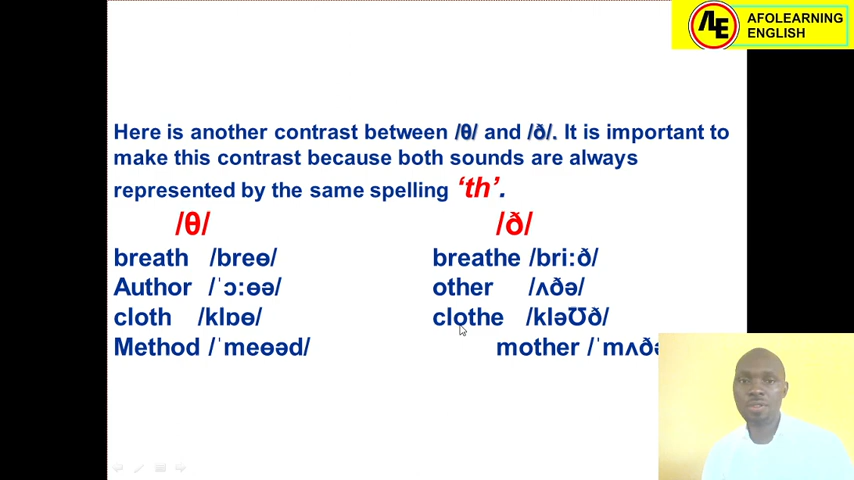 AFOLEARNING
ENGLISH
Here is another contrast between /θ/ and /ð/. It is important to
make this contrast because both sounds are always
represented by the same spelling ‘th’.
/θ/ /ð/
breath /breɵ/ breathe /bri:ð/
Author /ˈɔ:ɵə/ other /ʌðə/
cloth /klɒɵ/ clothe /kləƱð/
Method /ˈmeɵəd/ mother /ˈmʌðə